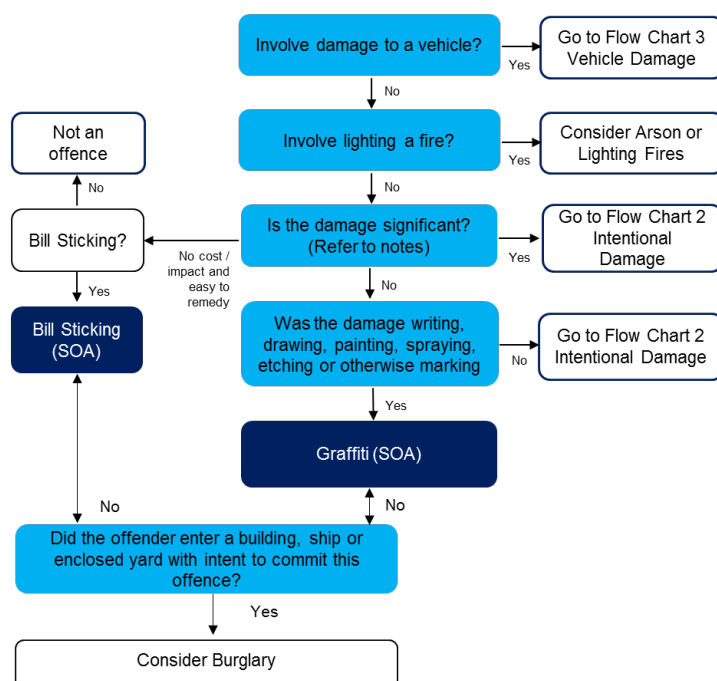 Involve damage to a vehicle?
Yes
Go to Flow Chart 3
Vehicle Damage
No
Not an
offence
Involve lighting a fire?
Yes
Consider Arson or
Lighting Fires
No
No
Bill Sticking?
No cost /
impact and
easy to
remedy
Is the damage significant?
(Refer to notes)
Yes
Go to Flow Chart 2
Intentional
Damage
Yes
No
Bill Sticking
(SOA)
Was the damage writing,
drawing, painting, spraying,
etching or otherwise marking
No
Go to Flow Chart 2
Intentional Damage
Yes
Graffiti (SOA)
No
No
Did the offender enter a building, ship or
enclosed yard with intent to commit this
offence?
Yes
Consider Burglary